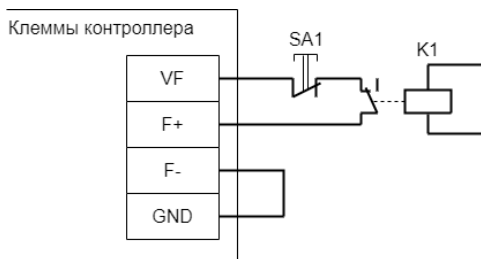 Клеммы контроллера
SA1
K1
VF
F+
F-
GND